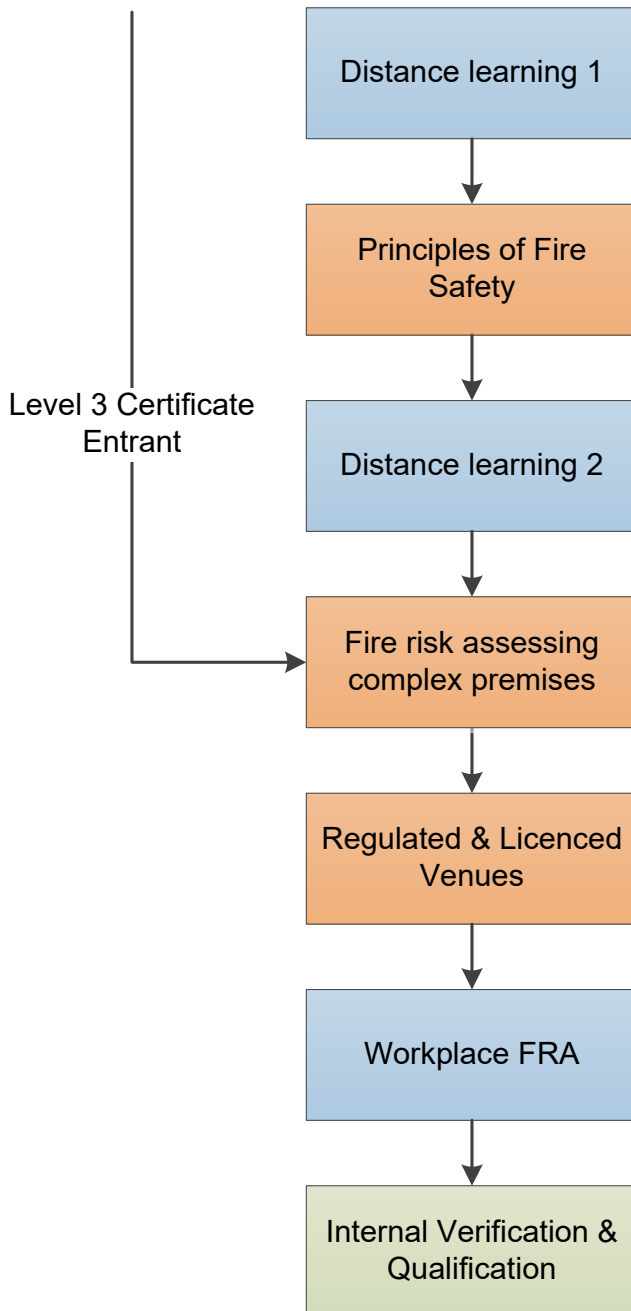 Distance learning 1
Principles of Fire
Safety
Level 3 Certificate
Entrant
Distance learning 2
Fire risk assessing
complex premises
Regulated & Licenced
Venues
Workplace FRA
Internal Verification &
Qualification